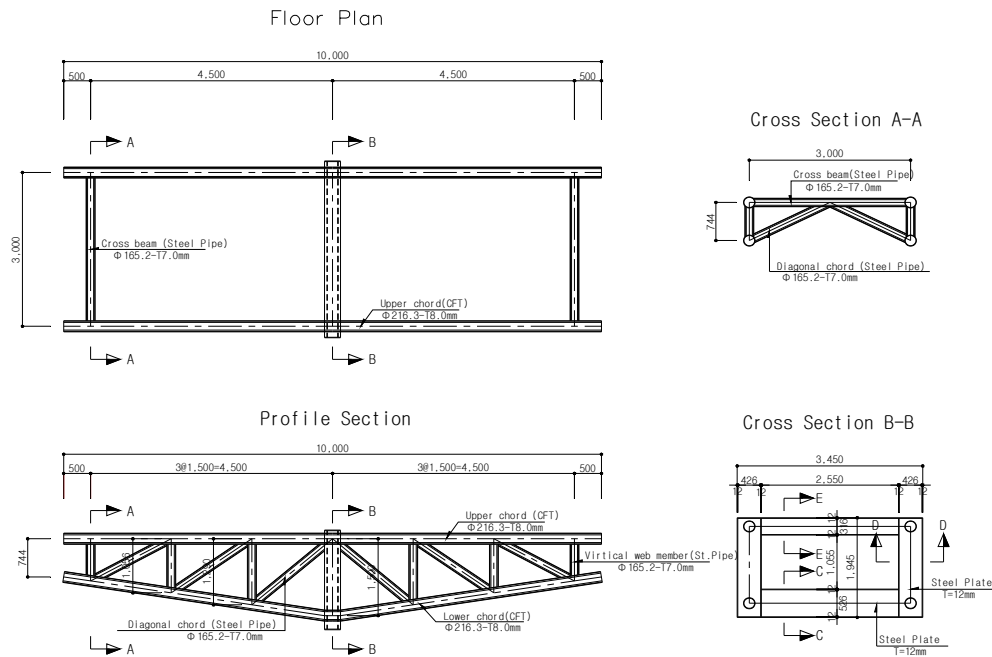 Floor Plan
10.000
500
4.500
4.500
500
A
B
3.000
Cross beam (Steel Pipe)
Φ165.2-T7.0mm
Upper chord(CFT)
Φ216.3-T8.0mm
A
B
Cross Section A-A
3.000
Cross beam(Steel Pipe)
Φ165.2-T7.0mm
744
Diagonal chord (Steel Pipe)
Φ165.2-T7.0mm
Profile Section
10.000
500
3@1.500=4.500
3@1.500=4.500
500
A
B
Upper chord (CFT)
Φ216.3-T8.0mm
744
Virtical web member(St.Pipe)
Φ165.2-T7.0mm
Lower chord(CFT)
Φ216.3-T8.0mm
Diagonal chord (Steel Pipe)
Φ165.2-T7.0mm
A
B
Cross Section B-B
3.450
426
2.550
426
12
12
12
12
E
12
316
D
D
E
12
1.055
1.945
C
12
526
12
Steel Plate
T=12mm
C
Steel Plate
T=12mm